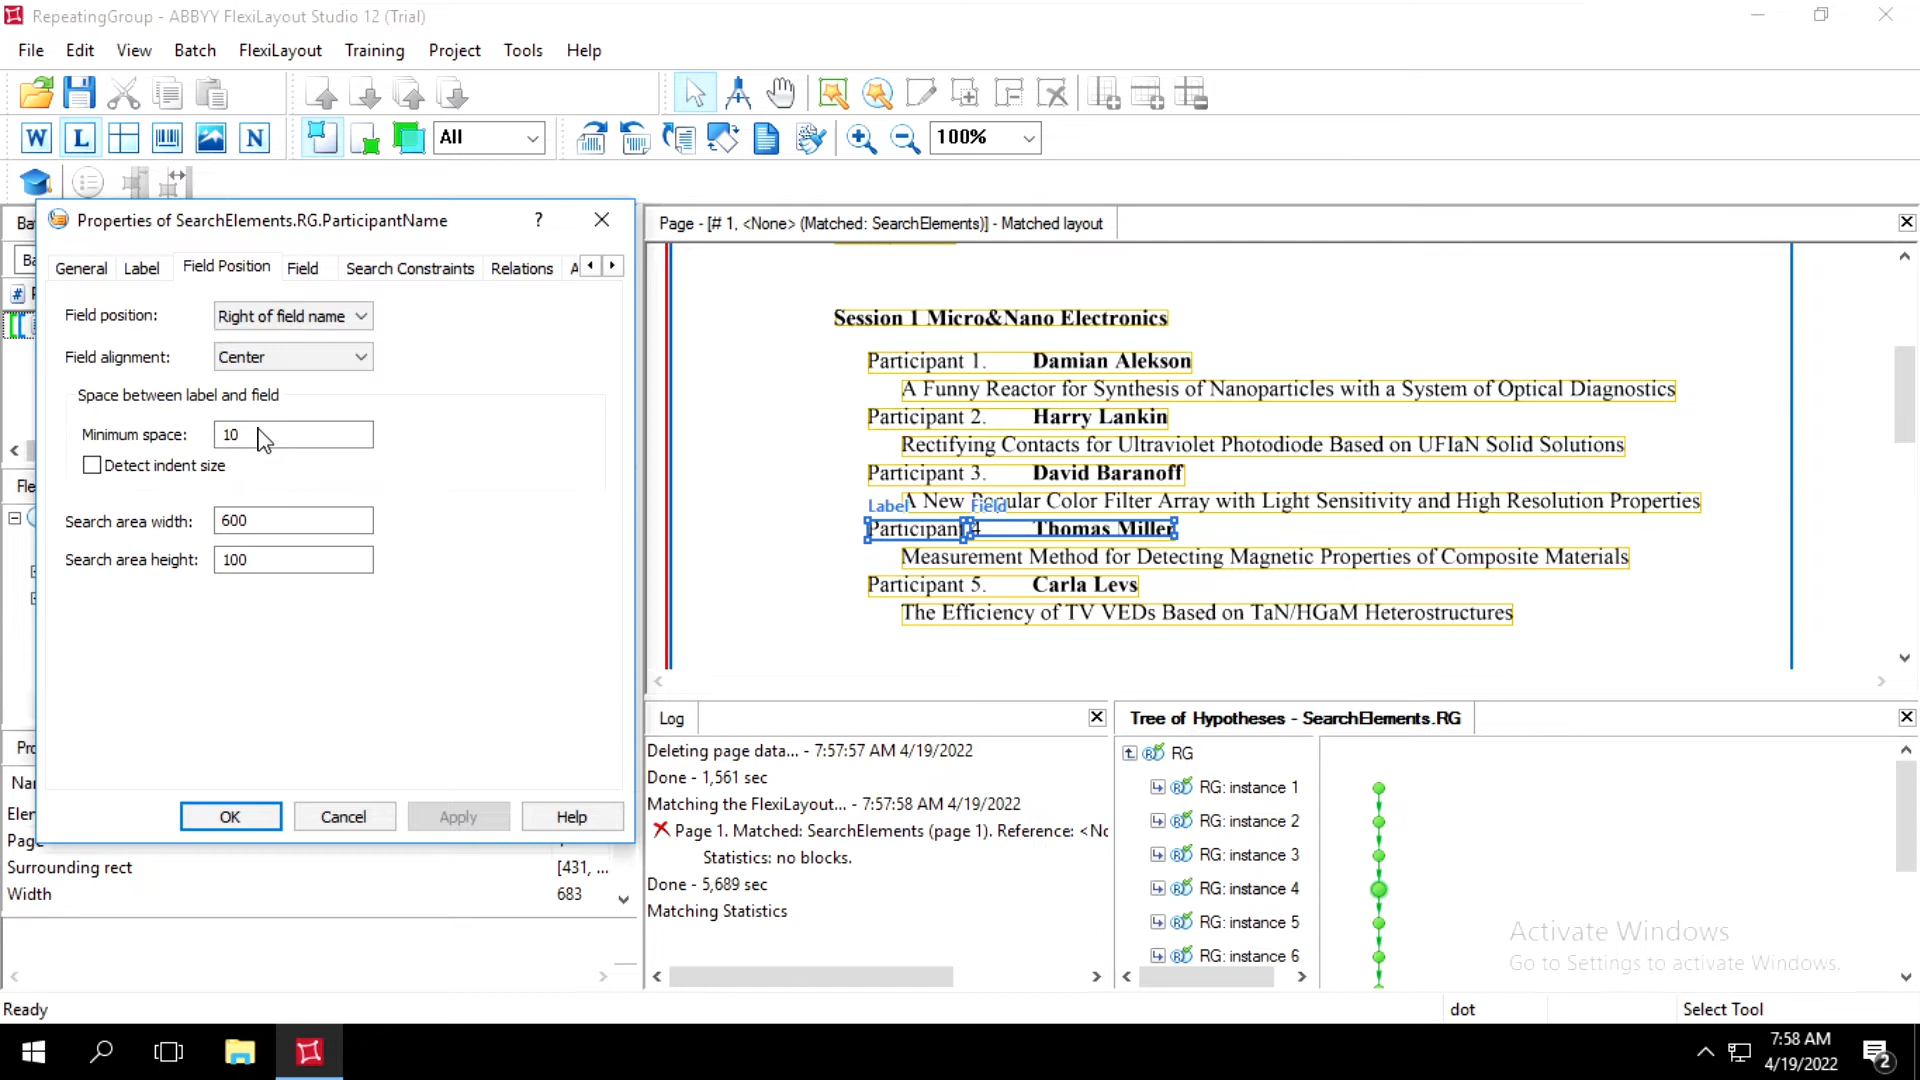 RepeatingGroup - ABBYY FlexiLayout Studio 12 (Trial)
File Edit View Batch FlexiLayout Training Project Tools Help
W L N All 100%
Properties of SearchElements.RG.ParticipantName ?
General Label Field Position Field Search Constraints Relations A
Field position: Right of field name
Field alignment: Center
Space between label and field
Minimum space: 10
Detect indent size
Search area width: 600
Search area height: 100
OK Cancel Apply Help
Ba
Ba
Fle
Pro
Nar
Eler
Page
Surrounding rect [431, ...
Width 683
Page - [# 1, <None> (Matched: SearchElements)] - Matched layout
Session 1 Micro&Nano Electronics
Participant 1. Damian Alekson
A Funny Reactor for Synthesis of Nanoparticles with a System of Optical Diagnostics
Participant 2. Harry Lankin
Rectifying Contacts for Ultraviolet Photodiode Based on UFIaN Solid Solutions
Participant 3. David Baranoff
A New Popular Color Filter Array with Light Sensitivity and High Resolution Properties
Label Field
Participant 4 Thomas Miller
Measurement Method for Detecting Magnetic Properties of Composite Materials
Participant 5. Carla Levs
The Efficiency of TV VEDs Based on TaN/HGaM Heterostructures
Log
Deleting page data... - 7:57:57 AM 4/19/2022
Done - 1,561 sec
Matching the FlexiLayout... - 7:57:58 AM 4/19/2022
Page 1. Matched: SearchElements (page 1). Reference: <No
Statistics: no blocks.
Done - 5,689 sec
Matching Statistics
Tree of Hypotheses - SearchElements.RG
RG
RG: instance 1
RG: instance 2
RG: instance 3
RG: instance 4
RG: instance 5
RG: instance 6
Activate Windows
Go to Settings to activate Windows.
Ready dot Select Tool
7:58 AM
4/19/2022
2